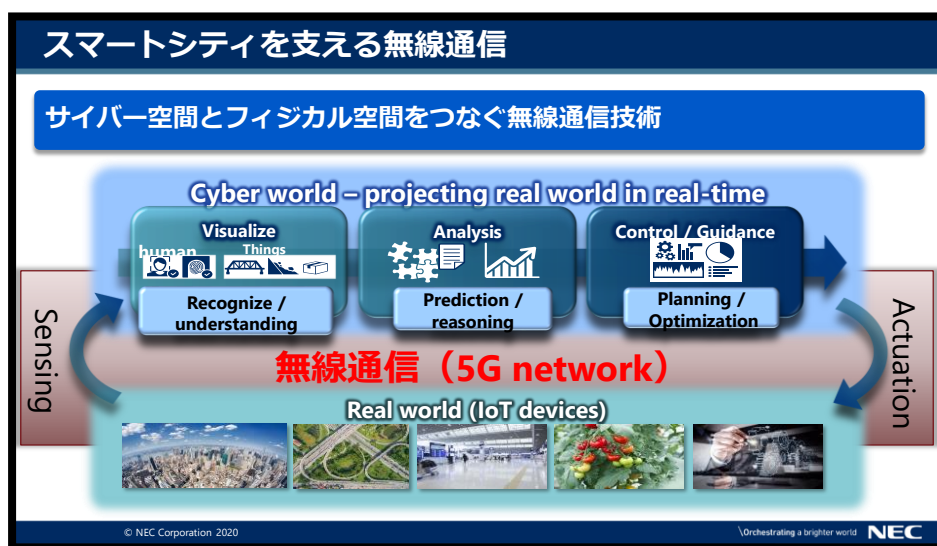 スマートシティを支える無線通信
サイバー空間とフィジカル空間をつなぐ無線通信技術
Cyber world – projecting real world in real-time
Visualize
human
Things
Recognize /
understanding
Analysis
Prediction /
reasoning
Control / Guidance
Planning /
Optimization
Sensing
Actuation
無線通信（5G network）
Real world (IoT devices)
© NEC Corporation 2020
\Orchestrating a brighter world
NEC